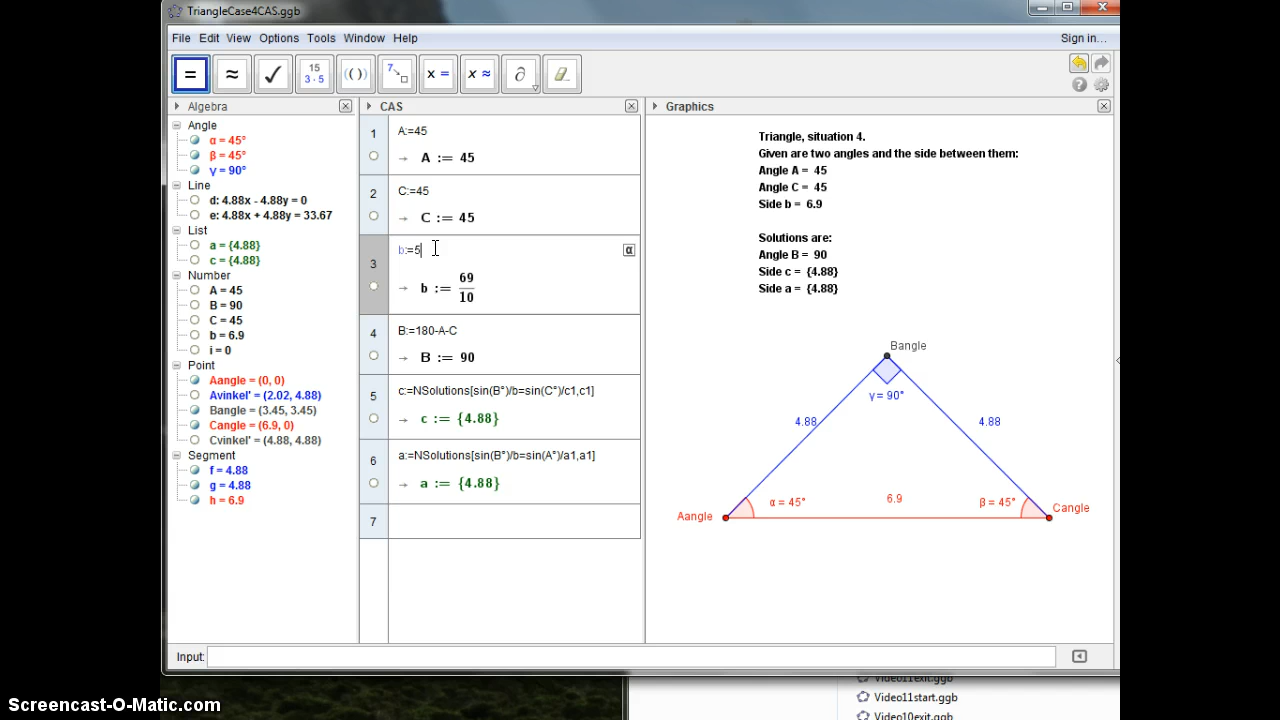 TriangleCase4CAS.ggb
File Edit View Options Tools Window Help Sign in...
= ≈ ✓ 15 3·5 (()) 7 x = x ≈ ∂
Algebra
Angle
α = 45°
β = 45°
γ = 90°
Line
d: 4.88x - 4.88y = 0
e: 4.88x + 4.88y = 33.67
List
a = {4.88}
c = {4.88}
Number
A = 45
B = 90
C = 45
b = 6.9
i = 0
Point
Aangle = (0, 0)
Avinkel' = (2.02, 4.88)
Bangle = (3.45, 3.45)
Cangle = (6.9, 0)
Cvinkel' = (4.88, 4.88)
Segment
f = 4.88
g = 4.88
h = 6.9
CAS
1 A:=45
→ A := 45
2 C:=45
→ C := 45
3 b:=5 α
→ b := 69/10
4 B:=180-A-C
→ B := 90
5 c:=NSolutions[sin(B°)/b=sin(C°)/c1,c1]
→ c := {4.88}
6 a:=NSolutions[sin(B°)/b=sin(A°)/a1,a1]
→ a := {4.88}
7
Graphics
Triangle, situation 4.
Given are two angles and the side between them:
Angle A = 45
Angle C = 45
Side b = 6.9
Solutions are:
Angle B = 90
Side c = {4.88}
Side a = {4.88}
Bangle
γ = 90°
4.88 4.88
α = 45° 6.9 β = 45°
Aangle Cangle
Input:
Video11exit.ggb
Video11start.ggb
Video10exit.ggb
Screencast-O-Matic.com